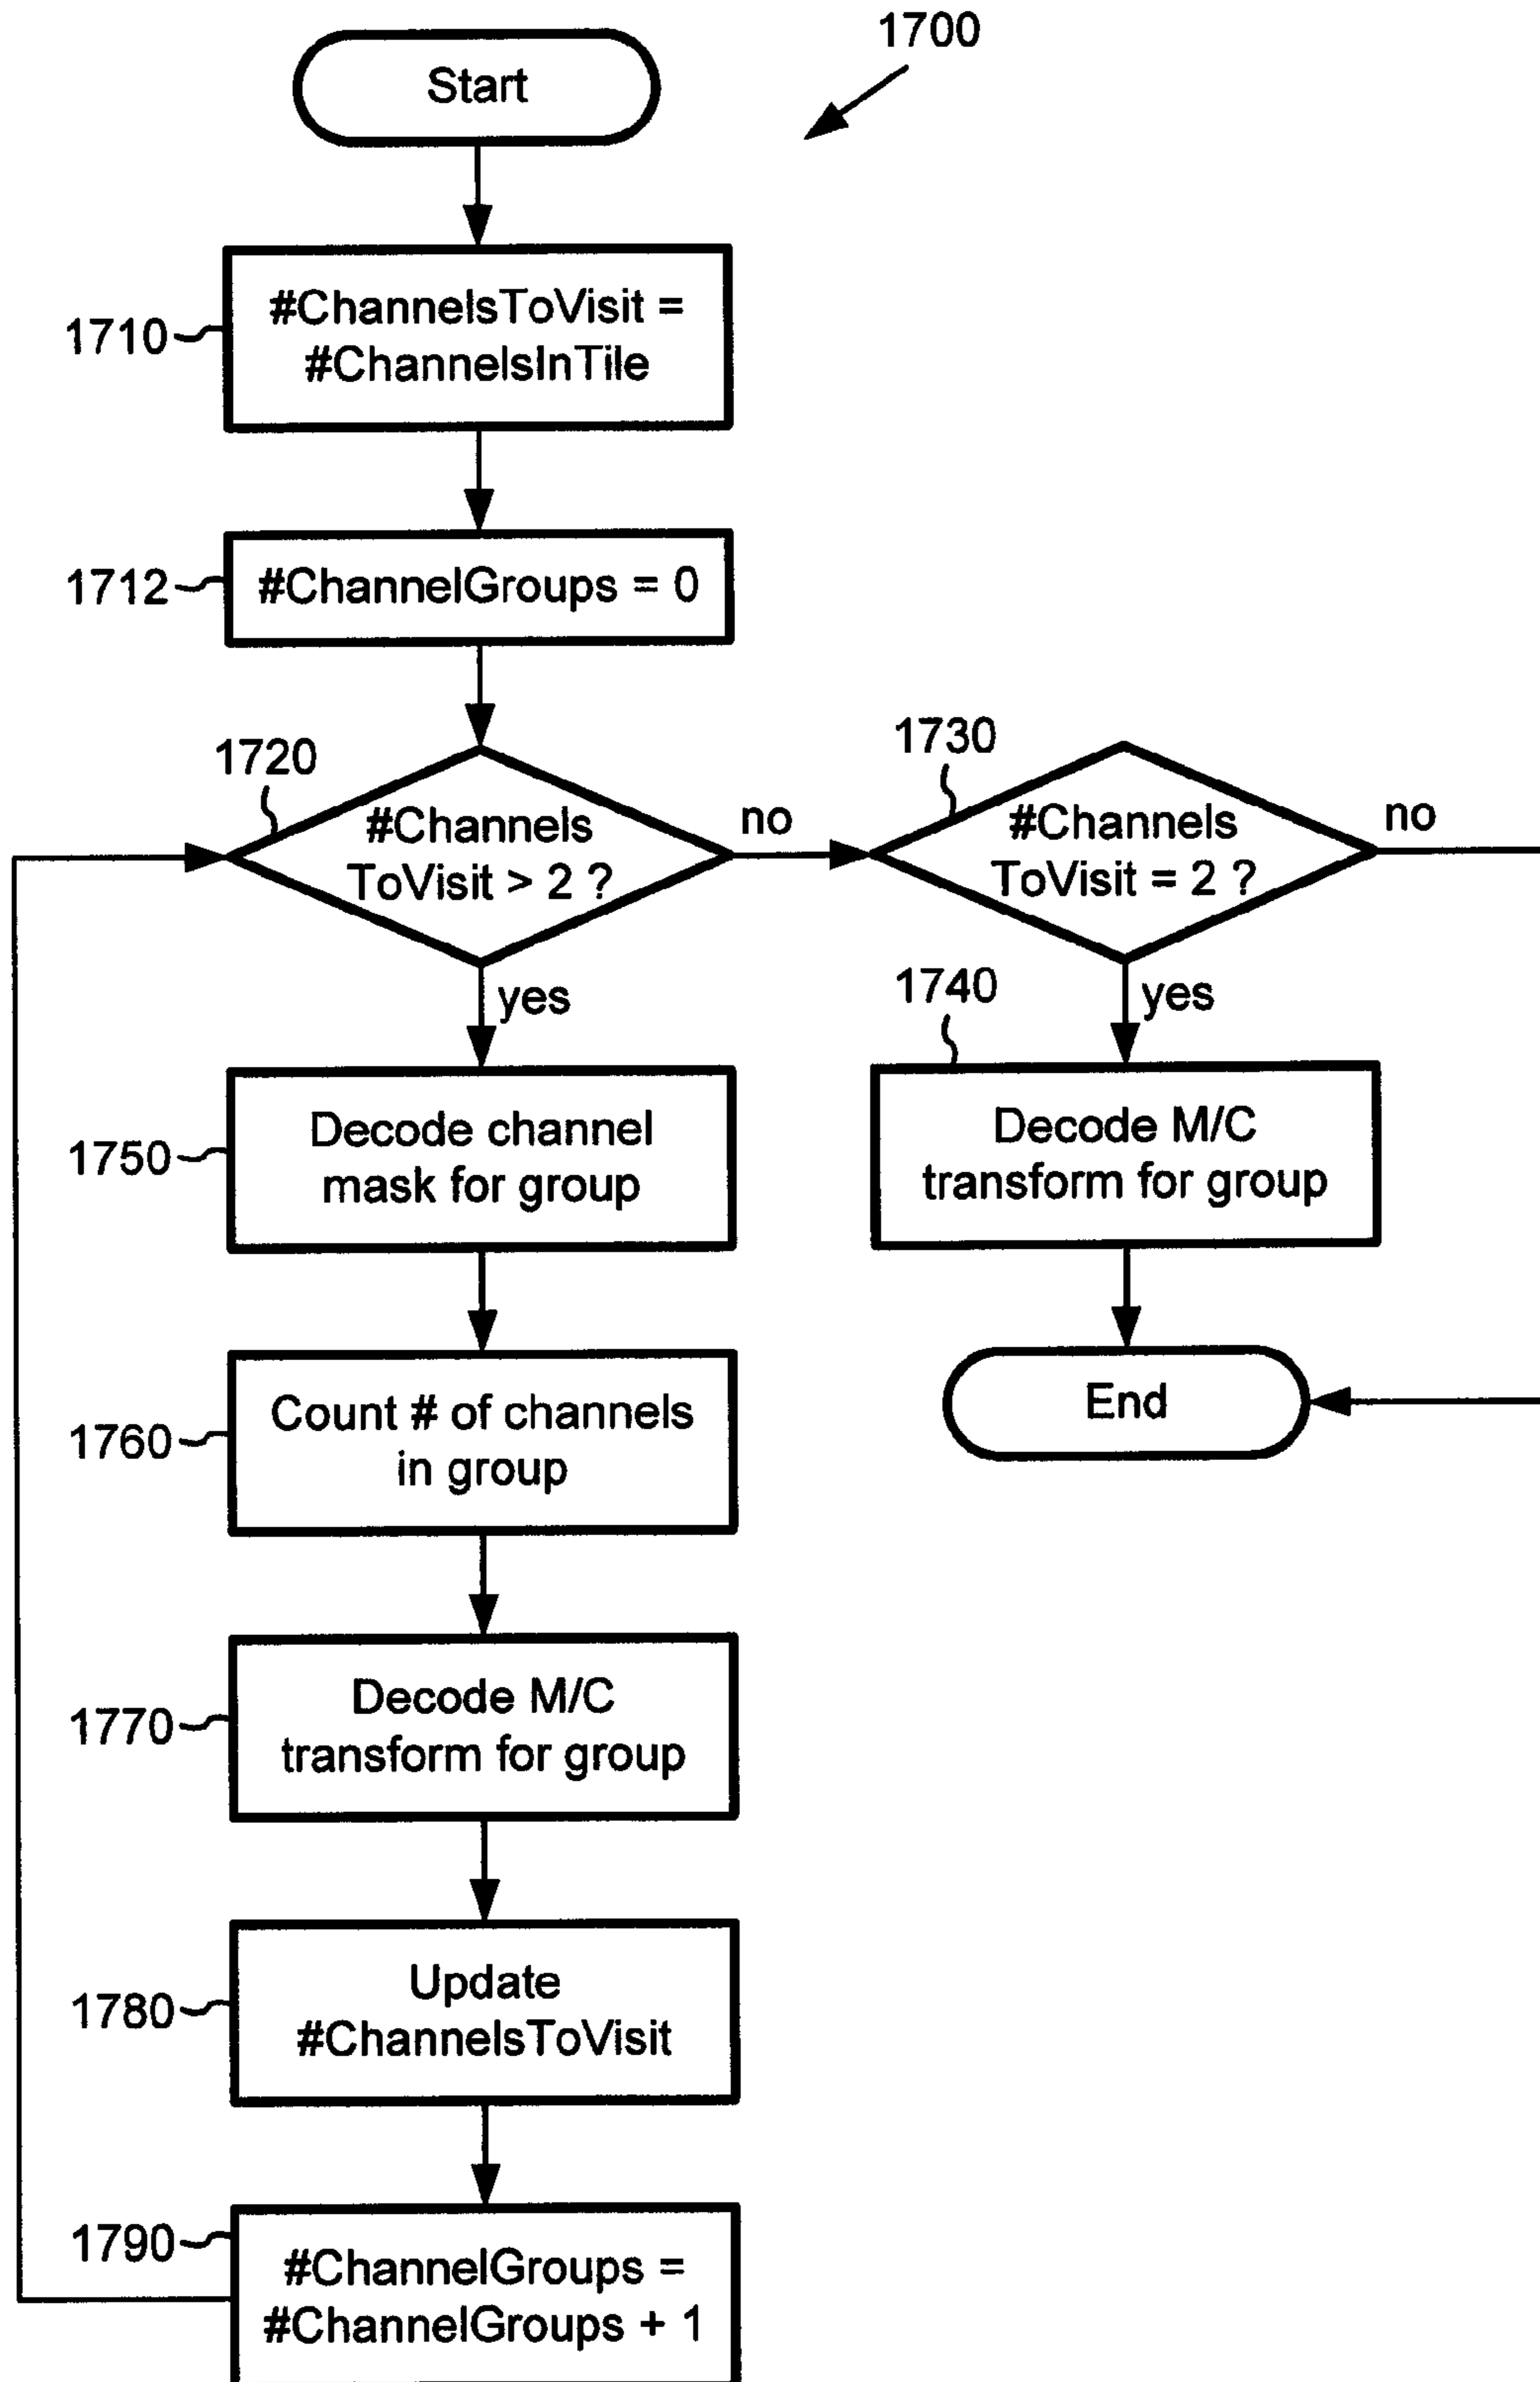 1700
Start
1710
#ChannelsToVisit =
#ChannelsInTile
1712
#ChannelGroups = 0
1720
#Channels
ToVisit > 2 ?
no
yes
1730
#Channels
ToVisit = 2 ?
no
yes
1740
Decode M/C
transform for group
End
1750
Decode channel
mask for group
1760
Count # of channels
in group
1770
Decode M/C
transform for group
1780
Update
#ChannelsToVisit
1790
#ChannelGroups =
#ChannelGroups + 1